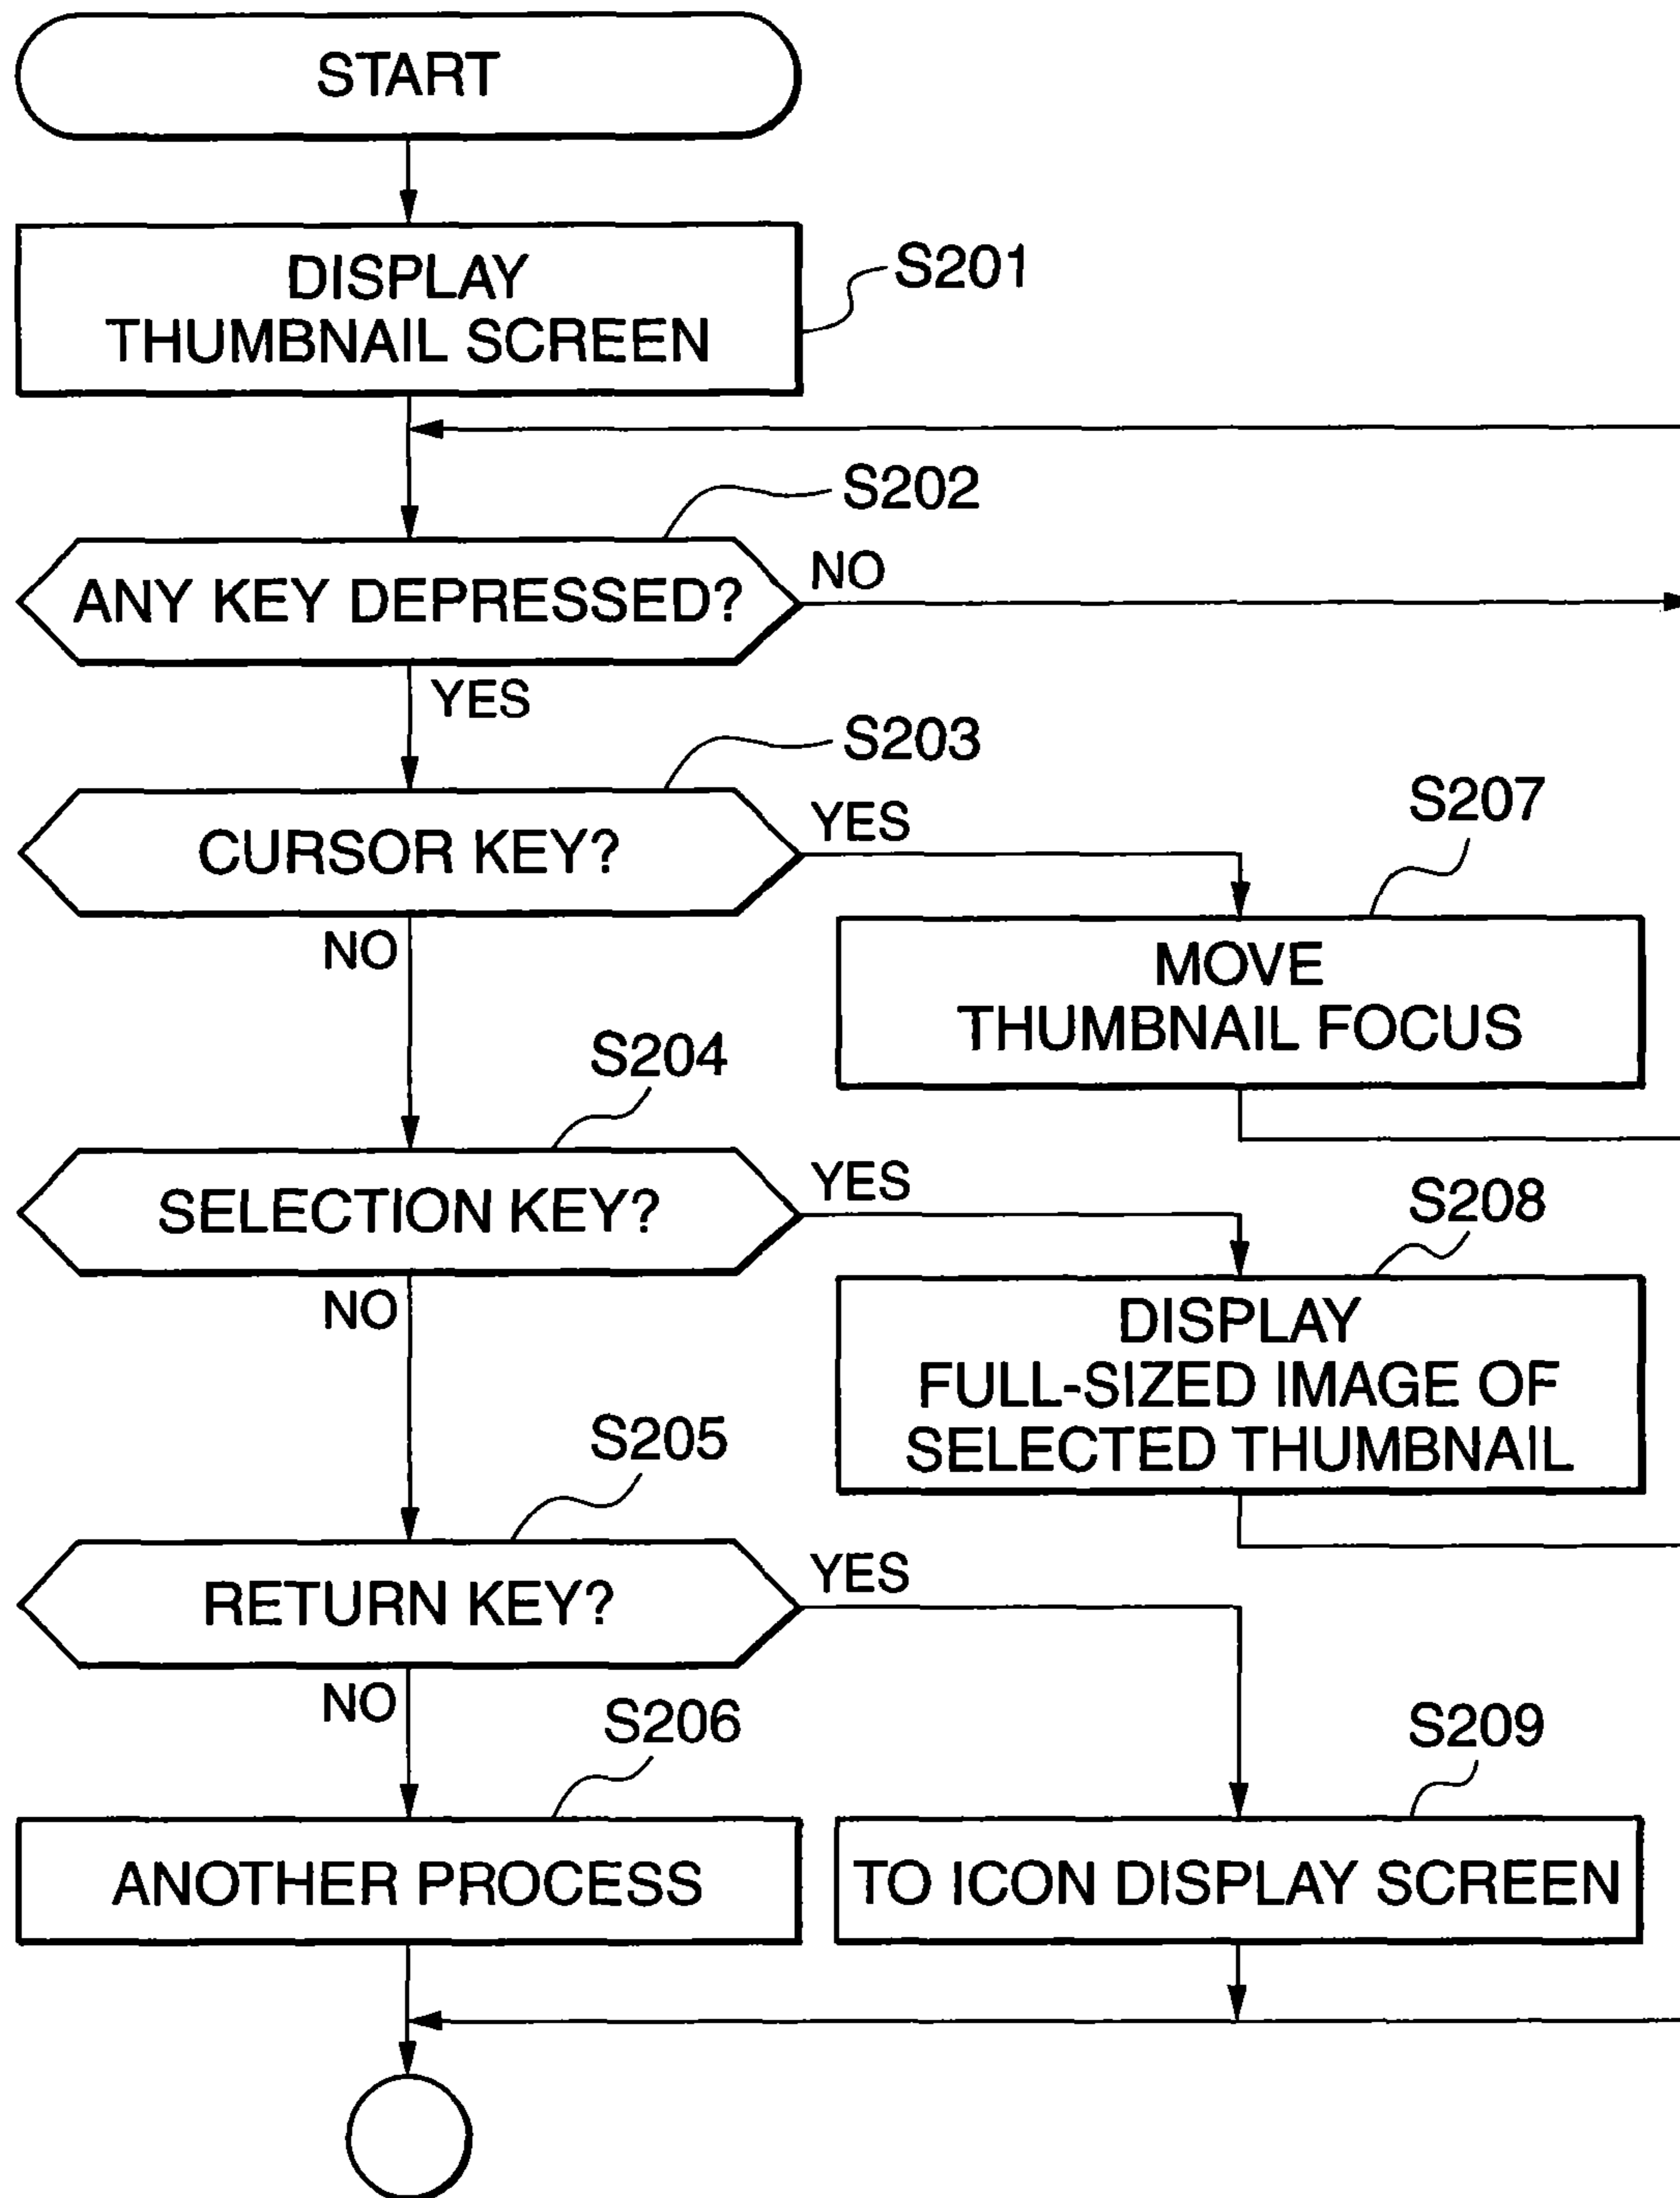 START
DISPLAY
THUMBNAIL SCREEN
S201
S202
ANY KEY DEPRESSED?
NO
YES
S203
CURSOR KEY?
YES
NO
S207
MOVE
THUMBNAIL FOCUS
S204
SELECTION KEY?
YES
NO
S208
DISPLAY
FULL-SIZED IMAGE OF
SELECTED THUMBNAIL
S205
RETURN KEY?
YES
NO
S206
ANOTHER PROCESS
S209
TO ICON DISPLAY SCREEN